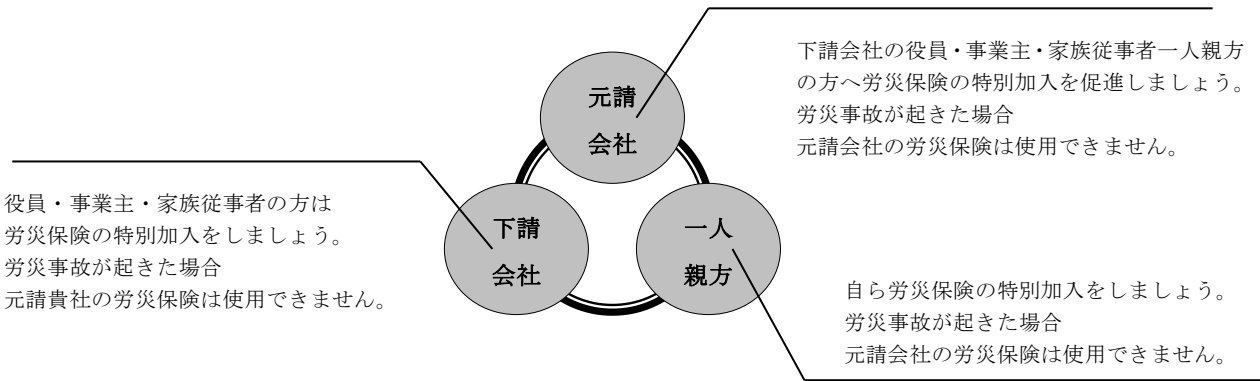 下請会社の役員・事業主・家族従事者一人親方
の方へ労災保険の特別加入を促進しましょう。
労災事故が起きた場合
元請会社の労災保険は使用できません。
元請
会社
役員・事業主・家族従事者の方は
労災保険の特別加入をしましょう。
労災事故が起きた場合
元請貴社の労災保険は使用できません。
下請
会社
一人
親方
自ら労災保険の特別加入をしましょう。
労災事故が起きた場合
元請会社の労災保険は使用できません。